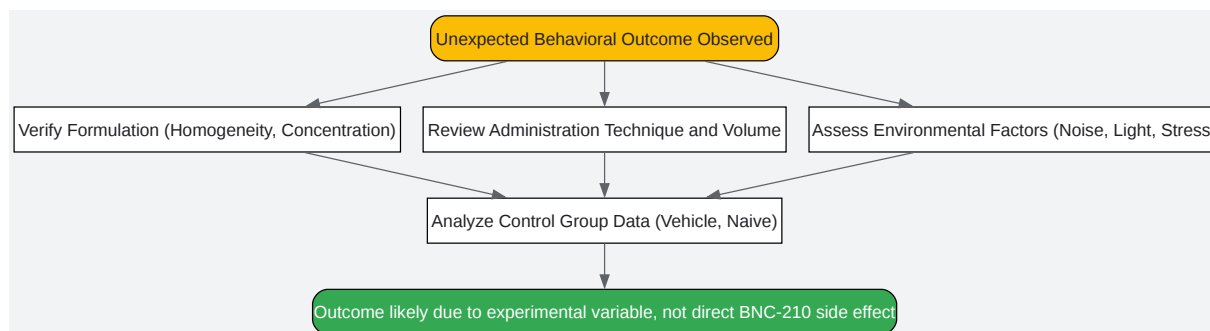 Unexpected Behavioral Outcome Observed
Verify Formulation (Homogeneity, Concentration)
Review Administration Technique and Volume
Assess Environmental Factors (Noise, Light, Stress
Analyze Control Group Data (Vehicle, Naive)
Outcome likely due to experimental variable, not direct BNC-210 side effect